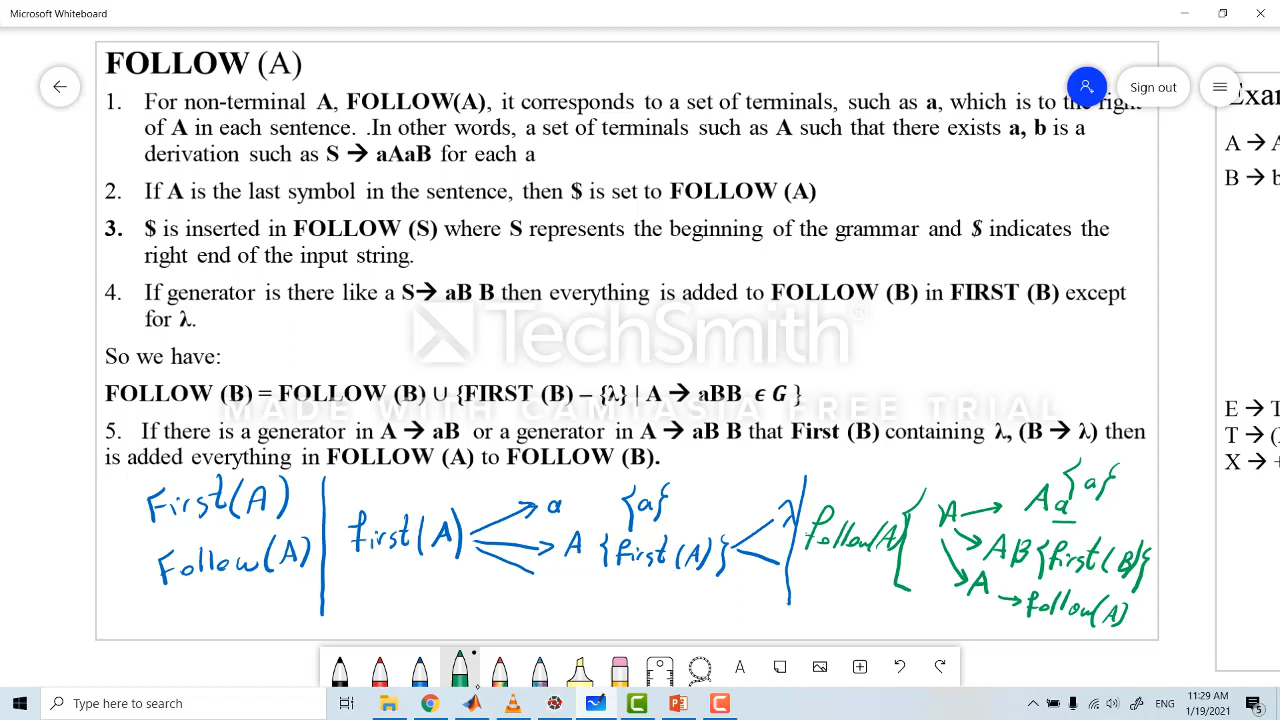 Microsoft Whiteboard
FOLLOW (A)
Sign out
1. For non-terminal A, FOLLOW(A), it corresponds to a set of terminals, such as a, which is to the right
of A in each sentence. .In other words, a set of terminals such as A such that there exists a, b is a
derivation such as S → aAaB for each a
2. If A is the last symbol in the sentence, then $ is set to FOLLOW (A)
3. $ is inserted in FOLLOW (S) where S represents the beginning of the grammar and $ indicates the
right end of the input string.
4. If generator is there like a S→ aB B then everything is added to FOLLOW (B) in FIRST (B) except
for λ.
So we have:
FOLLOW (B) = FOLLOW (B) ∪ {FIRST (B) – {λ} | A → aBB ϵ G }
5. If there is a generator in A → aB or a generator in A → aB B that First (B) containing λ, (B → λ) then
is added everything in FOLLOW (A) to FOLLOW (B).
TechSmith
MADE WITH CAMTASIA FREE TRIAL
First(A)
Follow(A)
first(A) → a {a}
→ A {first(A)} λ
follow(A) { A → Aa {a}
→ AB {first(B)}
→ A → follow(A)
A →
B → b
E → T
T → (
X → +
Type here to search
ENG
11:29 AM
1/19/2021
5